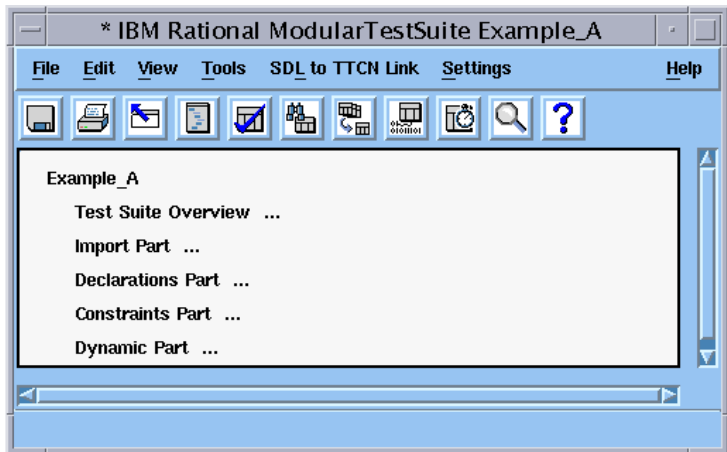 * IBM Rational ModularTestSuite Example_A
File Edit View Tools SDL to TTCN Link Settings Help
Example_A
Test Suite Overview ...
Import Part ...
Declarations Part ...
Constraints Part ...
Dynamic Part ...